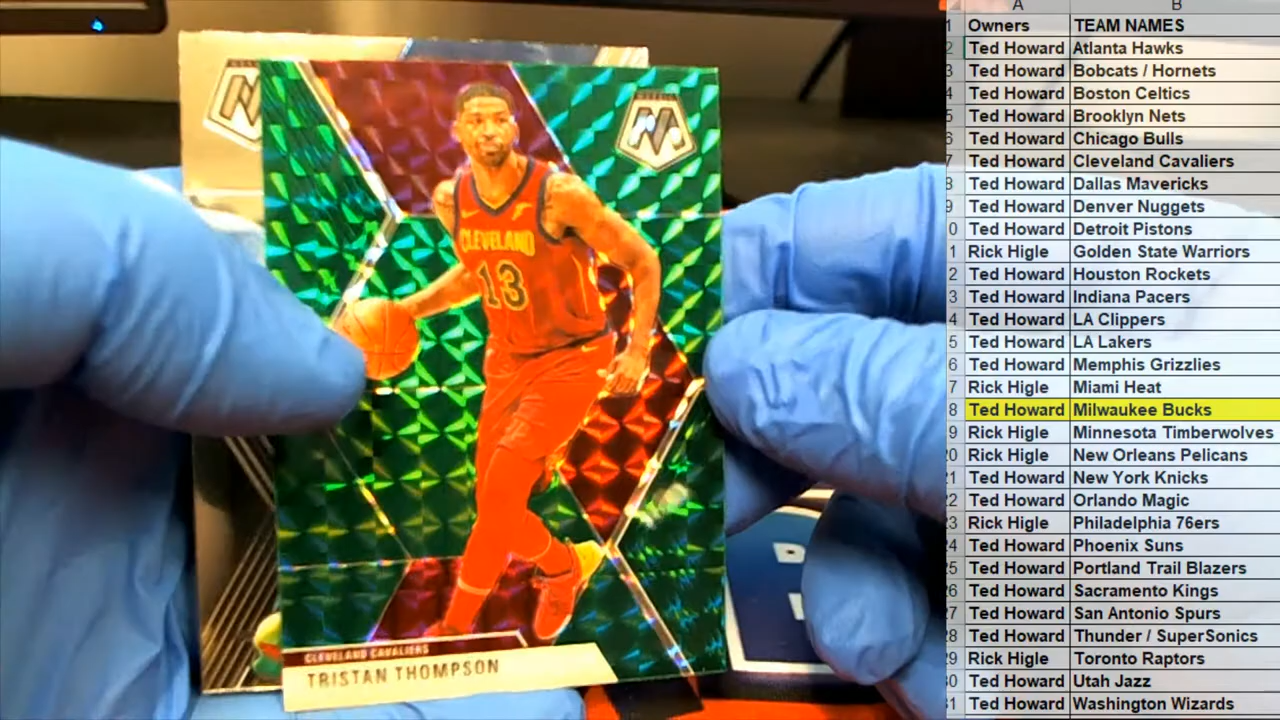 A B
1 Owners TEAM NAMES
2 Ted Howard Atlanta Hawks
3 Ted Howard Bobcats / Hornets
4 Ted Howard Boston Celtics
5 Ted Howard Brooklyn Nets
6 Ted Howard Chicago Bulls
7 Ted Howard Cleveland Cavaliers
8 Ted Howard Dallas Mavericks
9 Ted Howard Denver Nuggets
0 Ted Howard Detroit Pistons
1 Rick Higle Golden State Warriors
2 Ted Howard Houston Rockets
3 Ted Howard Indiana Pacers
4 Ted Howard LA Clippers
5 Ted Howard LA Lakers
6 Ted Howard Memphis Grizzlies
7 Rick Higle Miami Heat
8 Ted Howard Milwaukee Bucks
9 Rick Higle Minnesota Timberwolves
20 Rick Higle New Orleans Pelicans
21 Ted Howard New York Knicks
22 Ted Howard Orlando Magic
23 Rick Higle Philadelphia 76ers
24 Ted Howard Phoenix Suns
25 Ted Howard Portland Trail Blazers
26 Ted Howard Sacramento Kings
27 Ted Howard San Antonio Spurs
28 Ted Howard Thunder / SuperSonics
29 Rick Higle Toronto Raptors
30 Ted Howard Utah Jazz
31 Ted Howard Washington Wizards
CLEVELAND
13
CLEVELAND CAVALIERS
TRISTAN THOMPSON